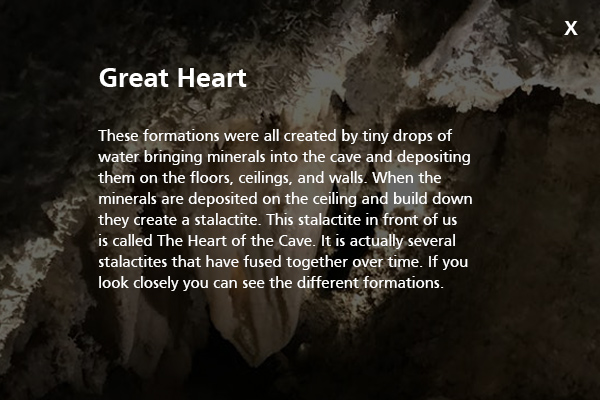 X
Great Heart
These formations were all created by tiny drops of
water bringing minerals into the cave and depositing
them on the floors, ceilings, and walls. When the
minerals are deposited on the ceiling and build down
they create a stalactite. This stalactite in front of us
is called The Heart of the Cave. It is actually several
stalactites that have fused together over time. If you
look closely you can see the different formations.